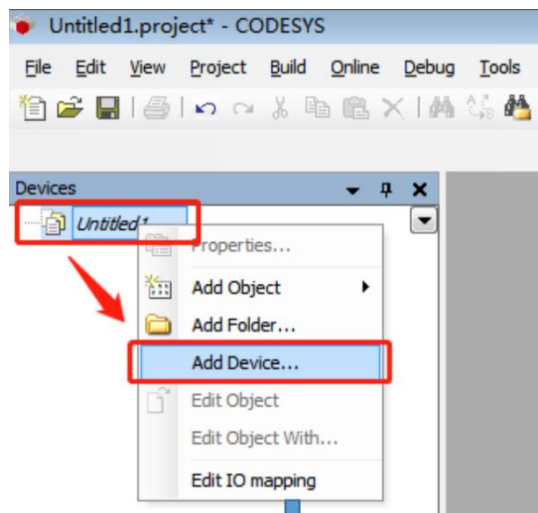 Untitled1.project* - CODESYS
File Edit View Project Build Online Debug Tools
Devices
Untitled1
Properties...
Add Object
Add Folder...
Add Device...
Edit Object
Edit Object With...
Edit IO mapping